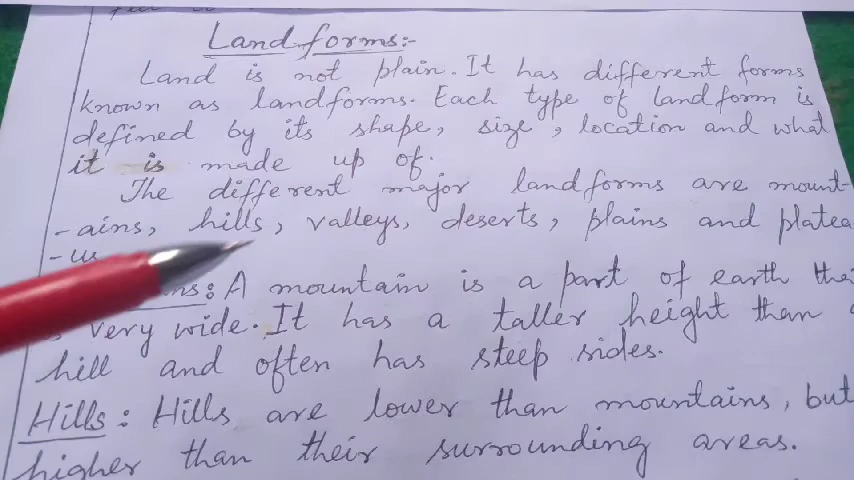 Landforms:-
Land is not plain. It has different forms
known as landforms. Each type of landform is
defined by its shape, size, location and what
it is made up of.
The different major landforms are mount-
-ains, hills, valleys, deserts, plains and platea
-us
A mountain is a part of earth
very wide. It has a taller height than
hill and often has steep sides.
Hills: Hills are lower than mountains, but
higher than their surrounding areas.